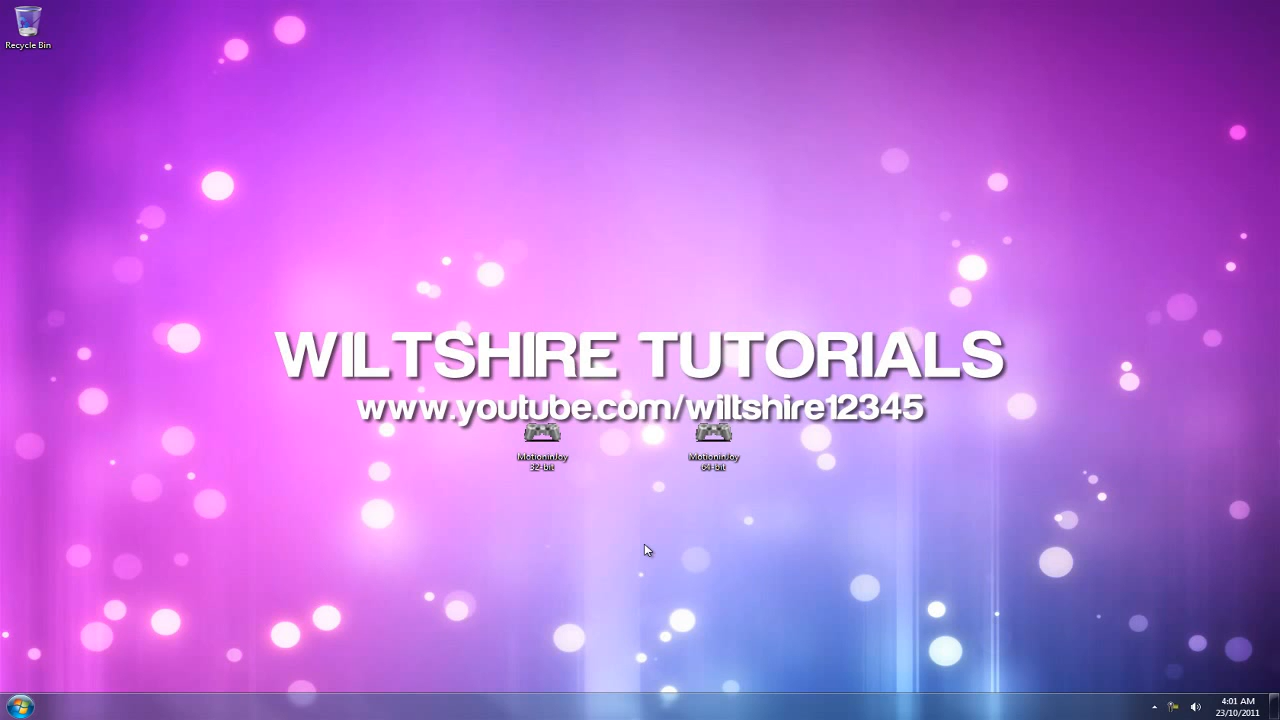 Recycle Bin
WILTSHIRE TUTORIALS
www.youtube.com/wiltshire12345
MotioninJoy
32-bit
MotioninJoy
64-bit
4:01 AM
23/10/2011